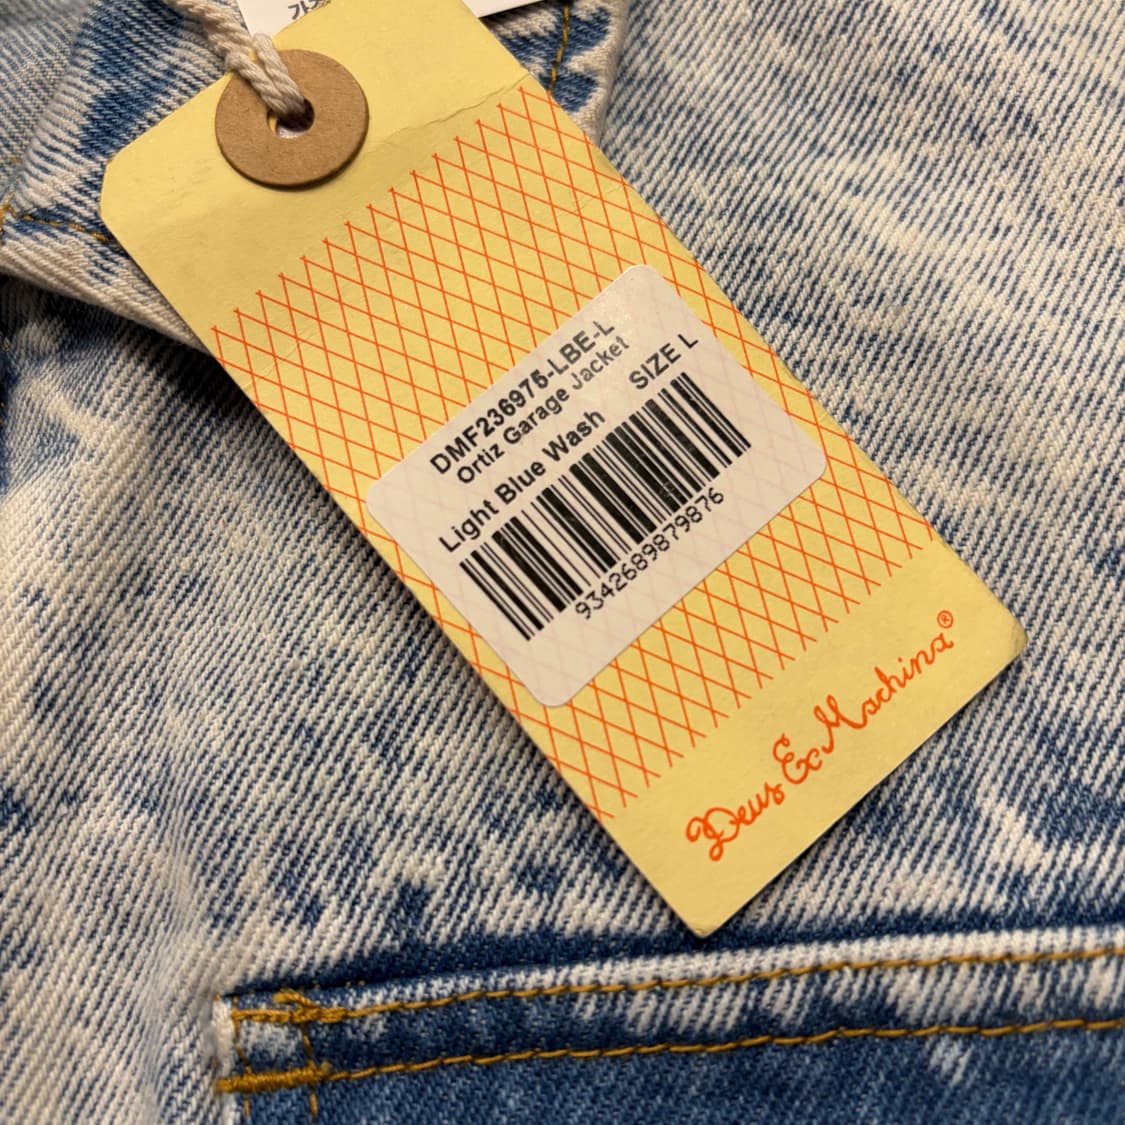 DMF236975-LBE-L
Ortiz Garage Jacket
Light Blue Wash SIZE L
9342689879876
Deus Ex Machina®